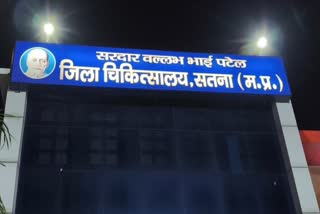 सरदार वल्लभ भाई पटेल
जिला चिकित्सालय, सतना (म.प्र.)